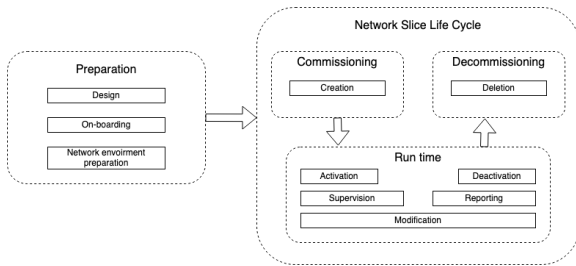 Network Slice Life Cycle
Preparation
Design
On-boarding
Network envoirment
preparation
Commissioning
Creation
Decommissioning
Deletion
Run time
Activation
Deactivation
Supervision
Reporting
Modification